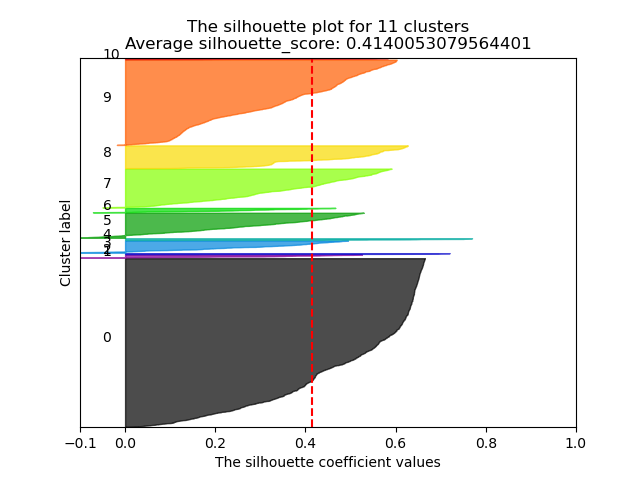 The silhouette plot for 11 clusters
Average silhouette_score: 0.4140053079564401
10
9
8
7
6
5
4
3
2
1
0
Cluster label
−0.1 0.0 0.2 0.4 0.6 0.8 1.0
The silhouette coefficient values